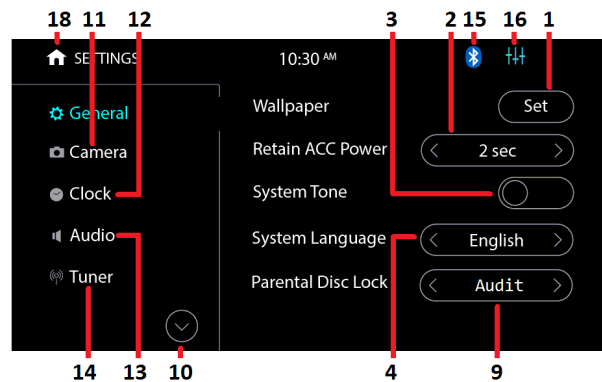 18 11 12 3 2 15 16 1
SETTINGS 10:30 AM
General
Camera
Clock
Audio
Tuner
Wallpaper Set
Retain ACC Power 2 sec
System Tone
System Language English
Parental Disc Lock Audit
14 13 10 4 9